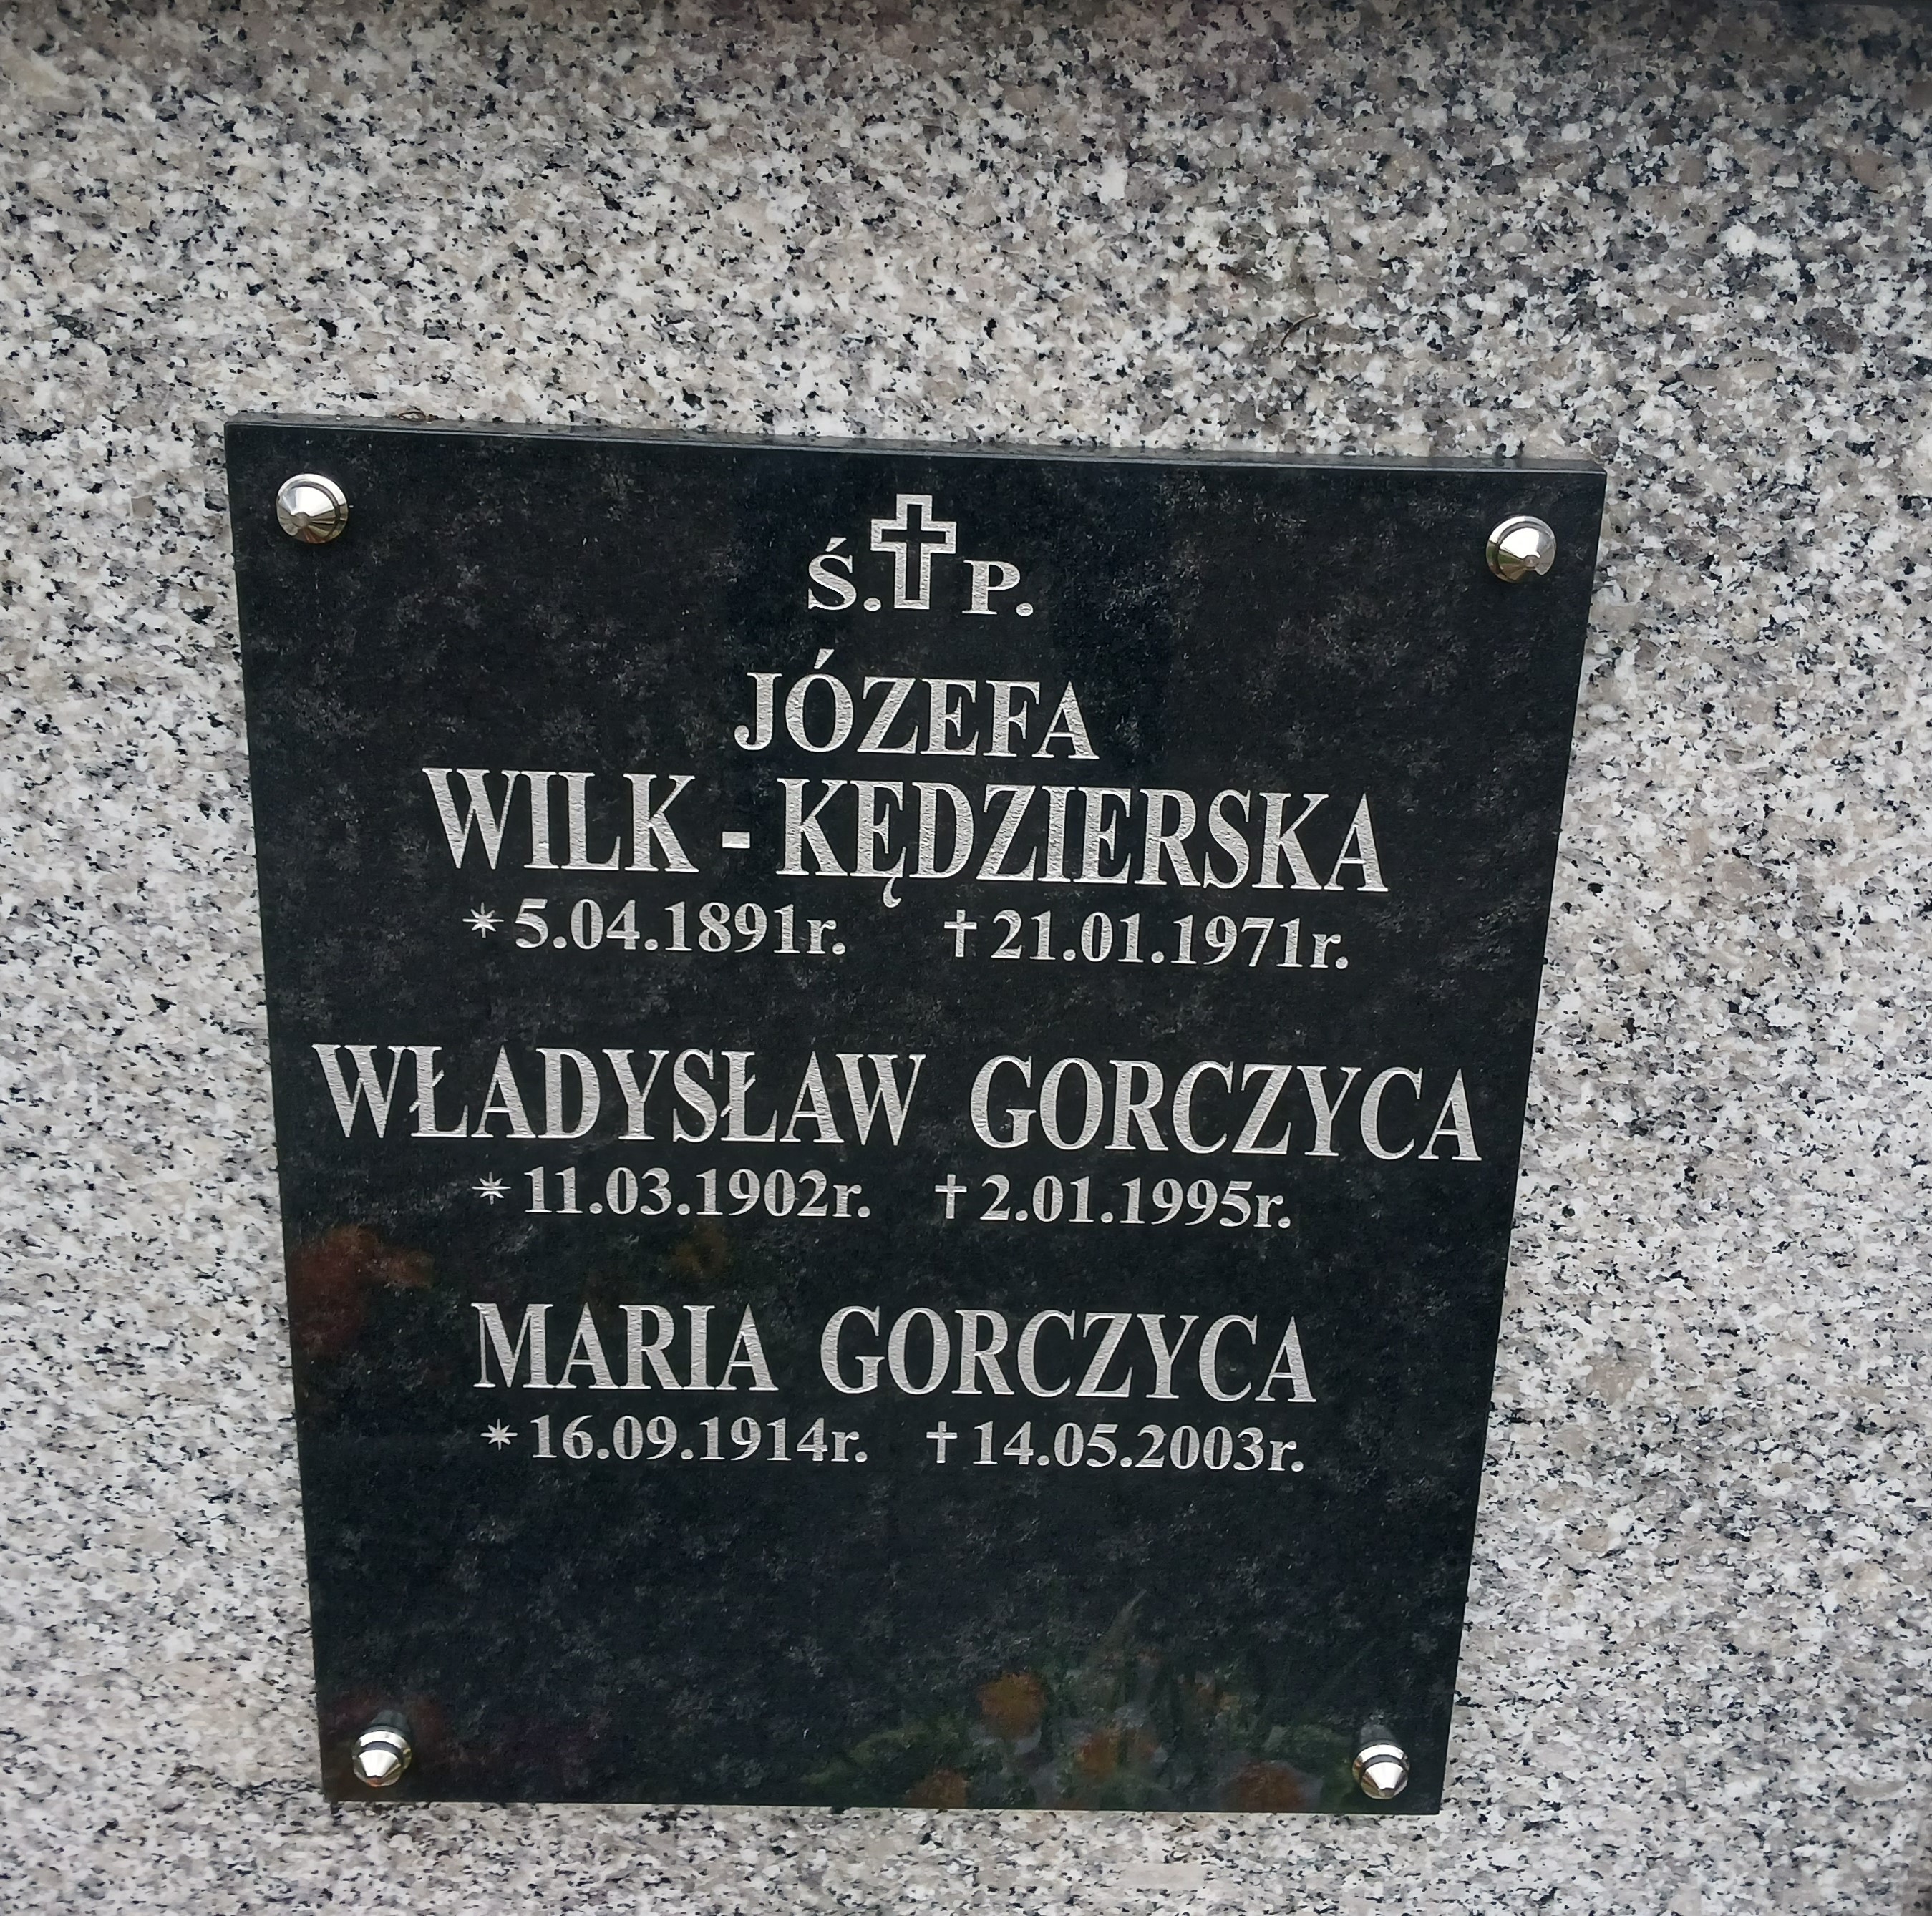 Ś. ✝ P.
JÓZEFA
WILK - KĘDZIERSKA
* 5.04.1891r. † 21.01.1971r.
WŁADYSŁAW GORCZYCA
* 11.03.1902r. † 2.01.1995r.
MARIA GORCZYCA
* 16.09.1914r. † 14.05.2003r.